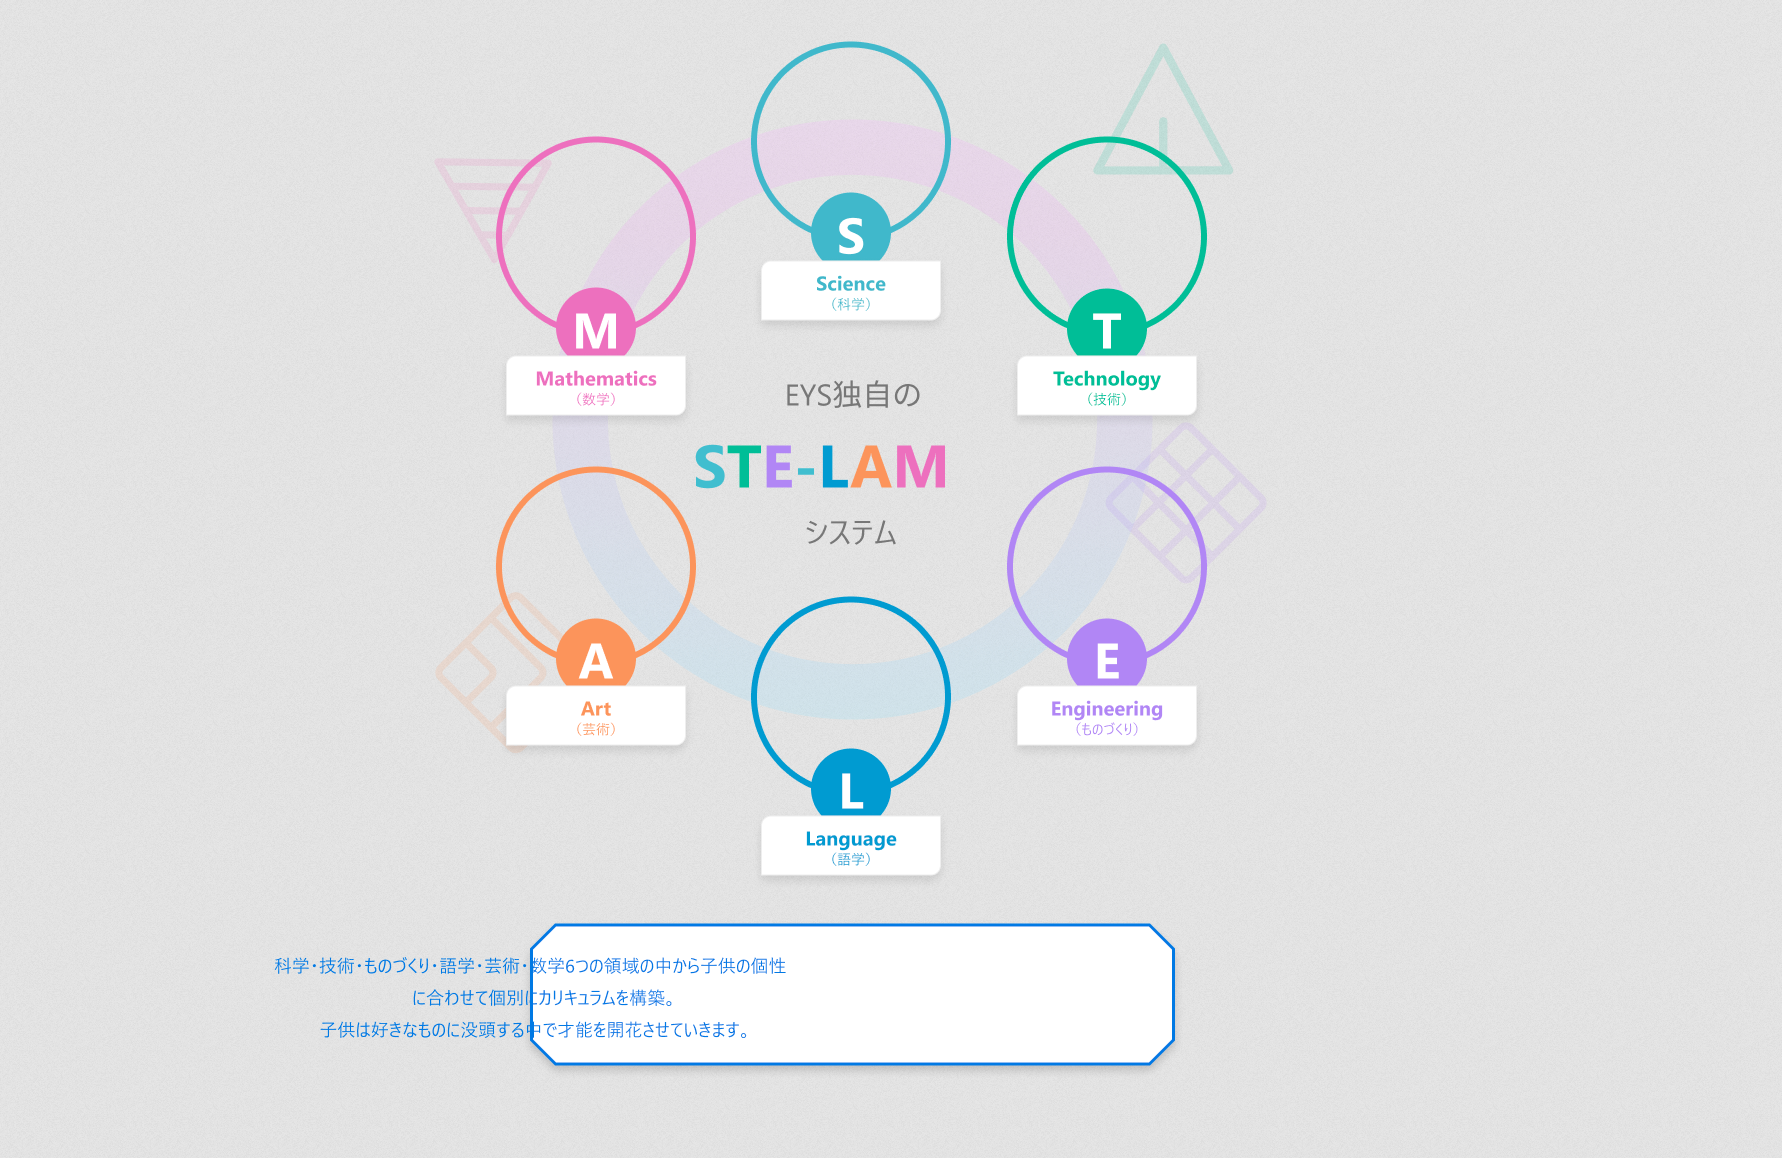 S
Science
（科学）
M
Mathematics
（数学）
T
Technology
（技術）
EYS独自の
STE-LAM
システム
A
Art
（芸術）
E
Engineering
（ものづくり）
L
Language
（語学）
科学・技術・ものづくり・語学・芸術・数学6つの領域の中から子供の個性
に合わせて個別にカリキュラムを構築。
子供は好きなものに没頭する中で才能を開花させていきます。